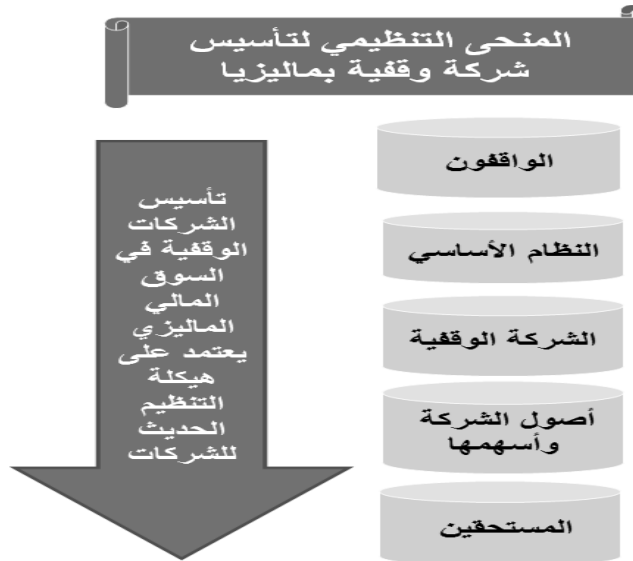 المنحى التنظيمي لتأسيس
شركة وقفية بماليزيا
الواقفون
النظام الأساسي
الشركة الوقفية
أصول الشركة
وأسهمها
المستحقين
تأسيس
الشركات
الوقفية في
السوق
المالي
الماليزي
يعتمد على
هيكلة
التنظيم
الحديث
للشركات